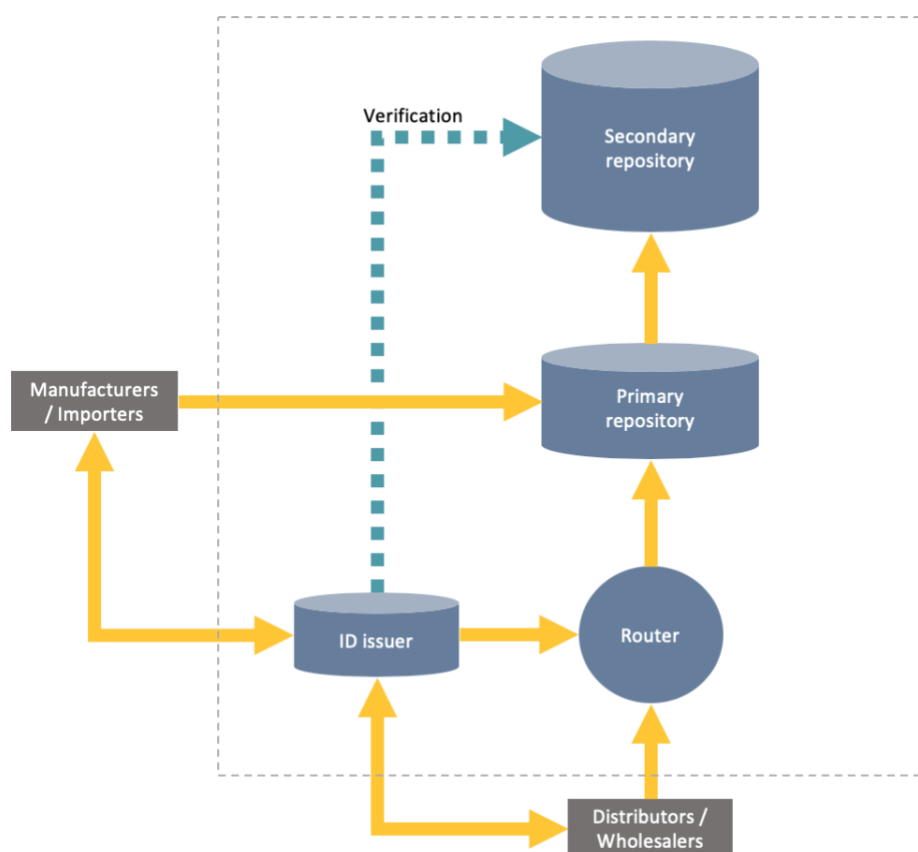 Verification
Secondary
repository
Manufacturers
/ Importers
Primary
repository
ID issuer
Router
Distributors /
Wholesalers